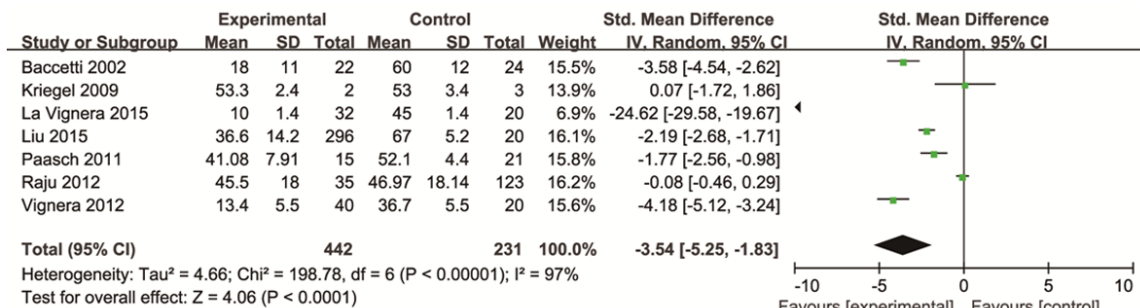 Experimental Control Std. Mean Difference Std. Mean Difference
Study or Subgroup Mean SD Total Mean SD Total Weight IV, Random, 95% CI IV, Random, 95% CI
Baccetti 2002 18 11 22 60 12 24 15.5% -3.58 [-4.54, -2.62]
Kriegel 2009 53.3 2.4 2 53 3.4 3 13.9% 0.07 [-1.72, 1.86]
La Vignera 2015 10 1.4 32 45 1.4 20 6.9% -24.62 [-29.58, -19.67]
Liu 2015 36.6 14.2 296 67 5.2 20 16.1% -2.19 [-2.68, -1.71]
Paasch 2011 41.08 7.91 15 52.1 4.4 21 15.8% -1.77 [-2.56, -0.98]
Raju 2012 45.5 18 35 46.97 18.14 123 16.2% -0.08 [-0.46, 0.29]
Vignera 2012 13.4 5.5 40 36.7 5.5 20 15.6% -4.18 [-5.12, -3.24]
Total (95% CI) 442 231 100.0% -3.54 [-5.25, -1.83]
Heterogeneity: Tau² = 4.66; Chi² = 198.78, df = 6 (P < 0.00001); I² = 97%
Test for overall effect: Z = 4.06 (P < 0.0001)
-10 -5 0 5 10
Favours [experimental] Favours [control]